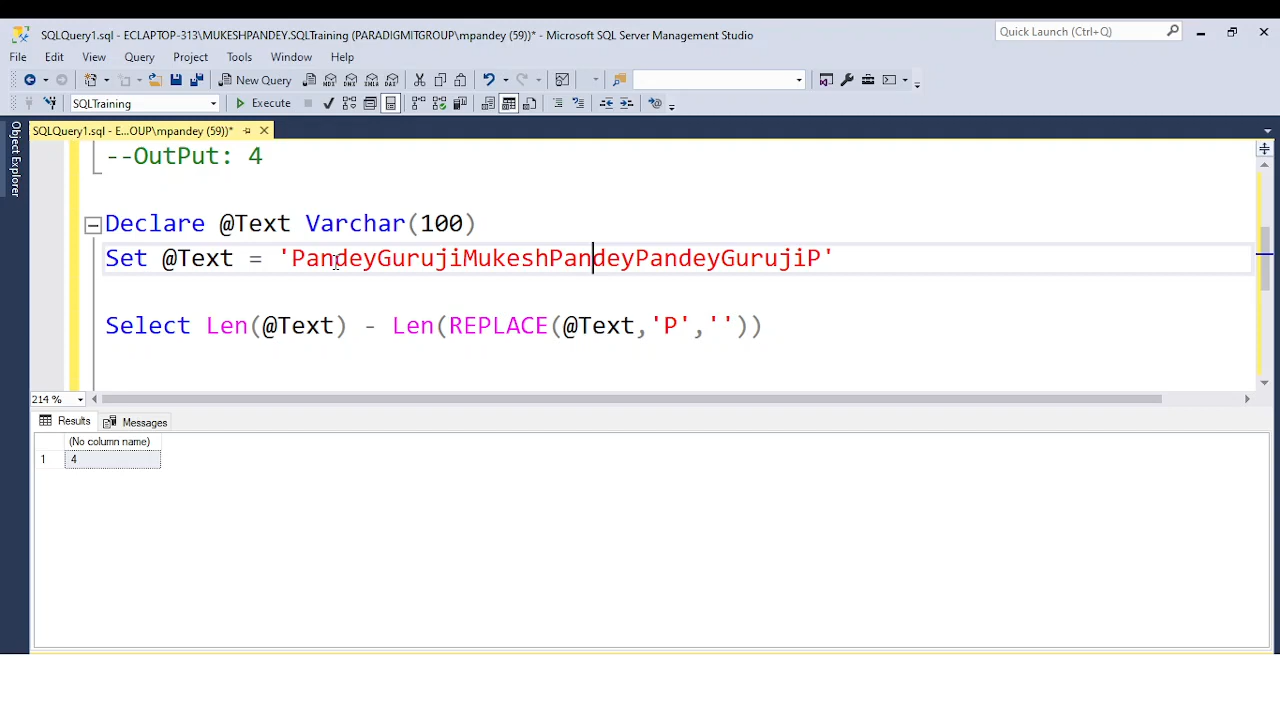 SQLQuery1.sql - ECLAPTOP-313\MUKESHPANDEY.SQLTraining (PARADIGMITGROUP\mpandey (59))* - Microsoft SQL Server Management Studio
Quick Launch (Ctrl+Q)
File Edit View Query Project Tools Window Help
New Query
SQLTraining
Execute
SQLQuery1.sql - E...OUP\mpandey (59))*
Object Explorer
--OutPut: 4
Declare @Text Varchar(100)
Set @Text = 'PandeyGurujiMukeshPandeyPandeyGurujiP'
Select Len(@Text) - Len(REPLACE(@Text,'P',''))
214 %
Results Messages
(No column name)
1 4